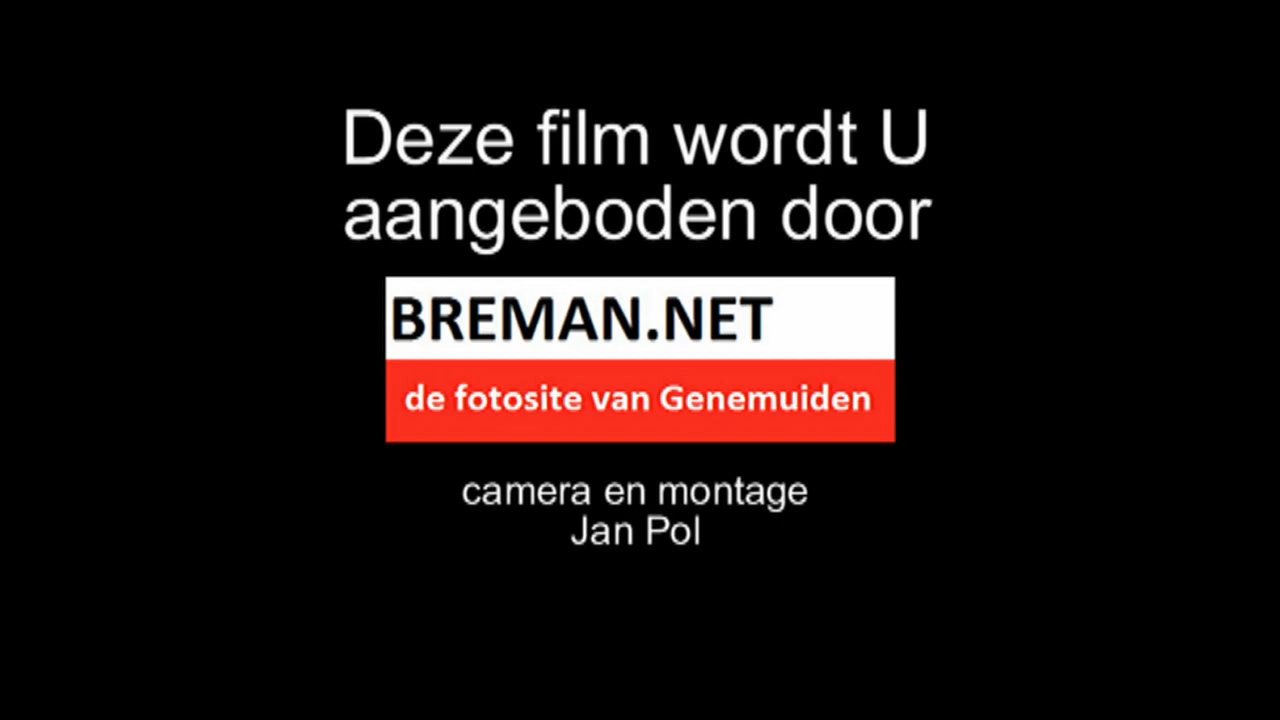 Deze film wordt U
aangeboden door
BREMAN.NET
de fotosite van Genemuiden
camera en montage
Jan Pol